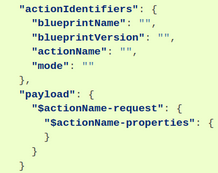 "actionIdentifiers": {
"blueprintName": "",
"blueprintVersion": "",
"actionName": "",
"mode": ""
},
"payload": {
"$actionName-request": {
"$actionName-properties": {
}
}
}